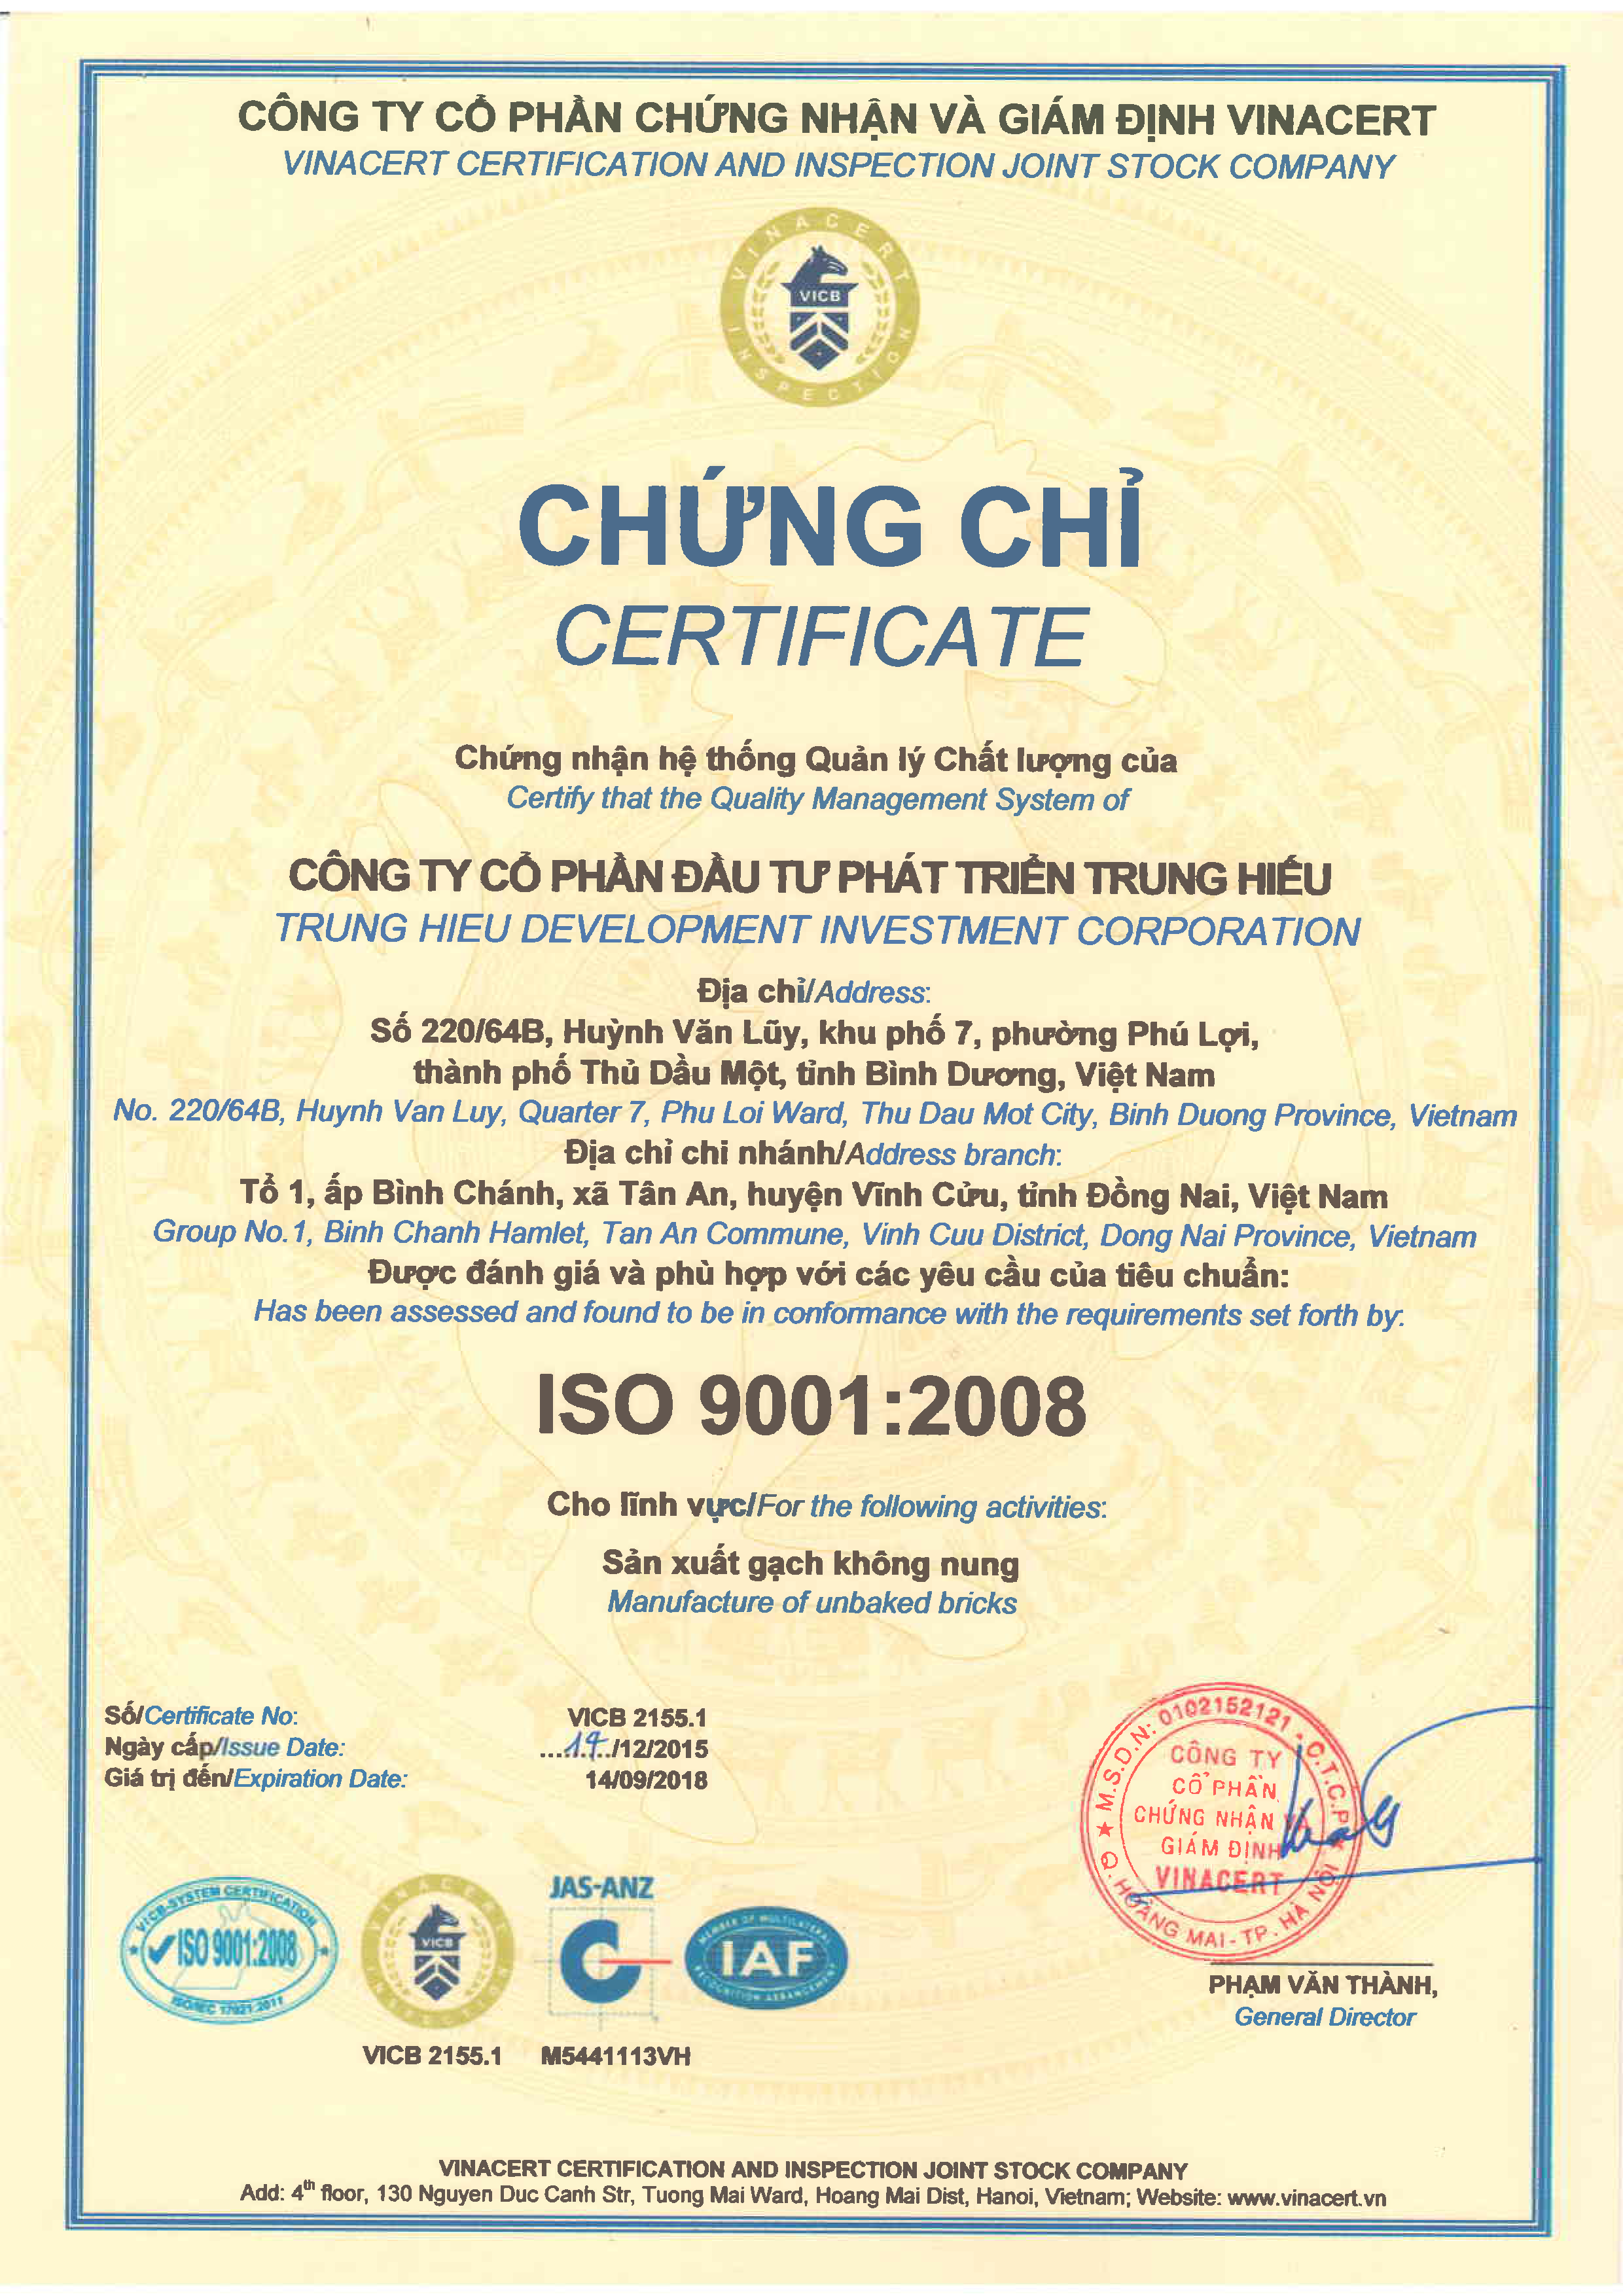 CÔNG TY CỔ PHẦN CHỨNG NHẬN VÀ GIÁM ĐỊNH VINACERT
VINACERT CERTIFICATION AND INSPECTION JOINT STOCK COMPANY
VINACERT
VICB
INSPECTION
CHỨNG CHỈ
CERTIFICATE
Chứng nhận hệ thống Quản lý Chất lượng của
Certify that the Quality Management System of
CÔNG TY CỔ PHẦN ĐẦU TƯ PHÁT TRIỂN TRUNG HIẾU
TRUNG HIEU DEVELOPMENT INVESTMENT CORPORATION
Địa chỉ/Address:
Số 220/64B, Huỳnh Văn Lũy, khu phố 7, phường Phú Lợi,
thành phố Thủ Dầu Một, tỉnh Bình Dương, Việt Nam
No. 220/64B, Huynh Van Luy, Quarter 7, Phu Loi Ward, Thu Dau Mot City, Binh Duong Province, Vietnam
Địa chỉ chi nhánh/Address branch:
Tổ 1, ấp Bình Chánh, xã Tân An, huyện Vĩnh Cửu, tỉnh Đồng Nai, Việt Nam
Group No.1, Binh Chanh Hamlet, Tan An Commune, Vinh Cuu District, Dong Nai Province, Vietnam
Được đánh giá và phù hợp với các yêu cầu của tiêu chuẩn:
Has been assessed and found to be in conformance with the requirements set forth by:
ISO 9001:2008
Cho lĩnh vực/For the following activities:
Sản xuất gạch không nung
Manufacture of unbaked bricks
Số/Certificate No: VICB 2155.1
Ngày cấp/Issue Date: .../12/2015
Giá trị đến/Expiration Date: 14/09/2018
M.S.D.N: 0102152121 - C.T.C.P
CÔNG TY
CỔ PHẦN
CHỨNG NHẬN VÀ
GIÁM ĐỊNH
VINACERT
Q. HOÀNG MAI - TP. HÀ NỘI
PHẠM VĂN THÀNH,
General Director
VICB-SYSTEM CERTIFICATION
ISO 9001:2008
ISO/IEC 17021:2011
VINACERT
VICB
INSPECTION
JAS-ANZ
MEMBER OF MULTILATERAL
IAF
RECOGNITION ARRANGEMENT
VICB 2155.1 M5441113VH
VINACERT CERTIFICATION AND INSPECTION JOINT STOCK COMPANY
Add: 4th floor, 130 Nguyen Duc Canh Str, Tuong Mai Ward, Hoang Mai Dist, Hanoi, Vietnam; Website: www.vinacert.vn